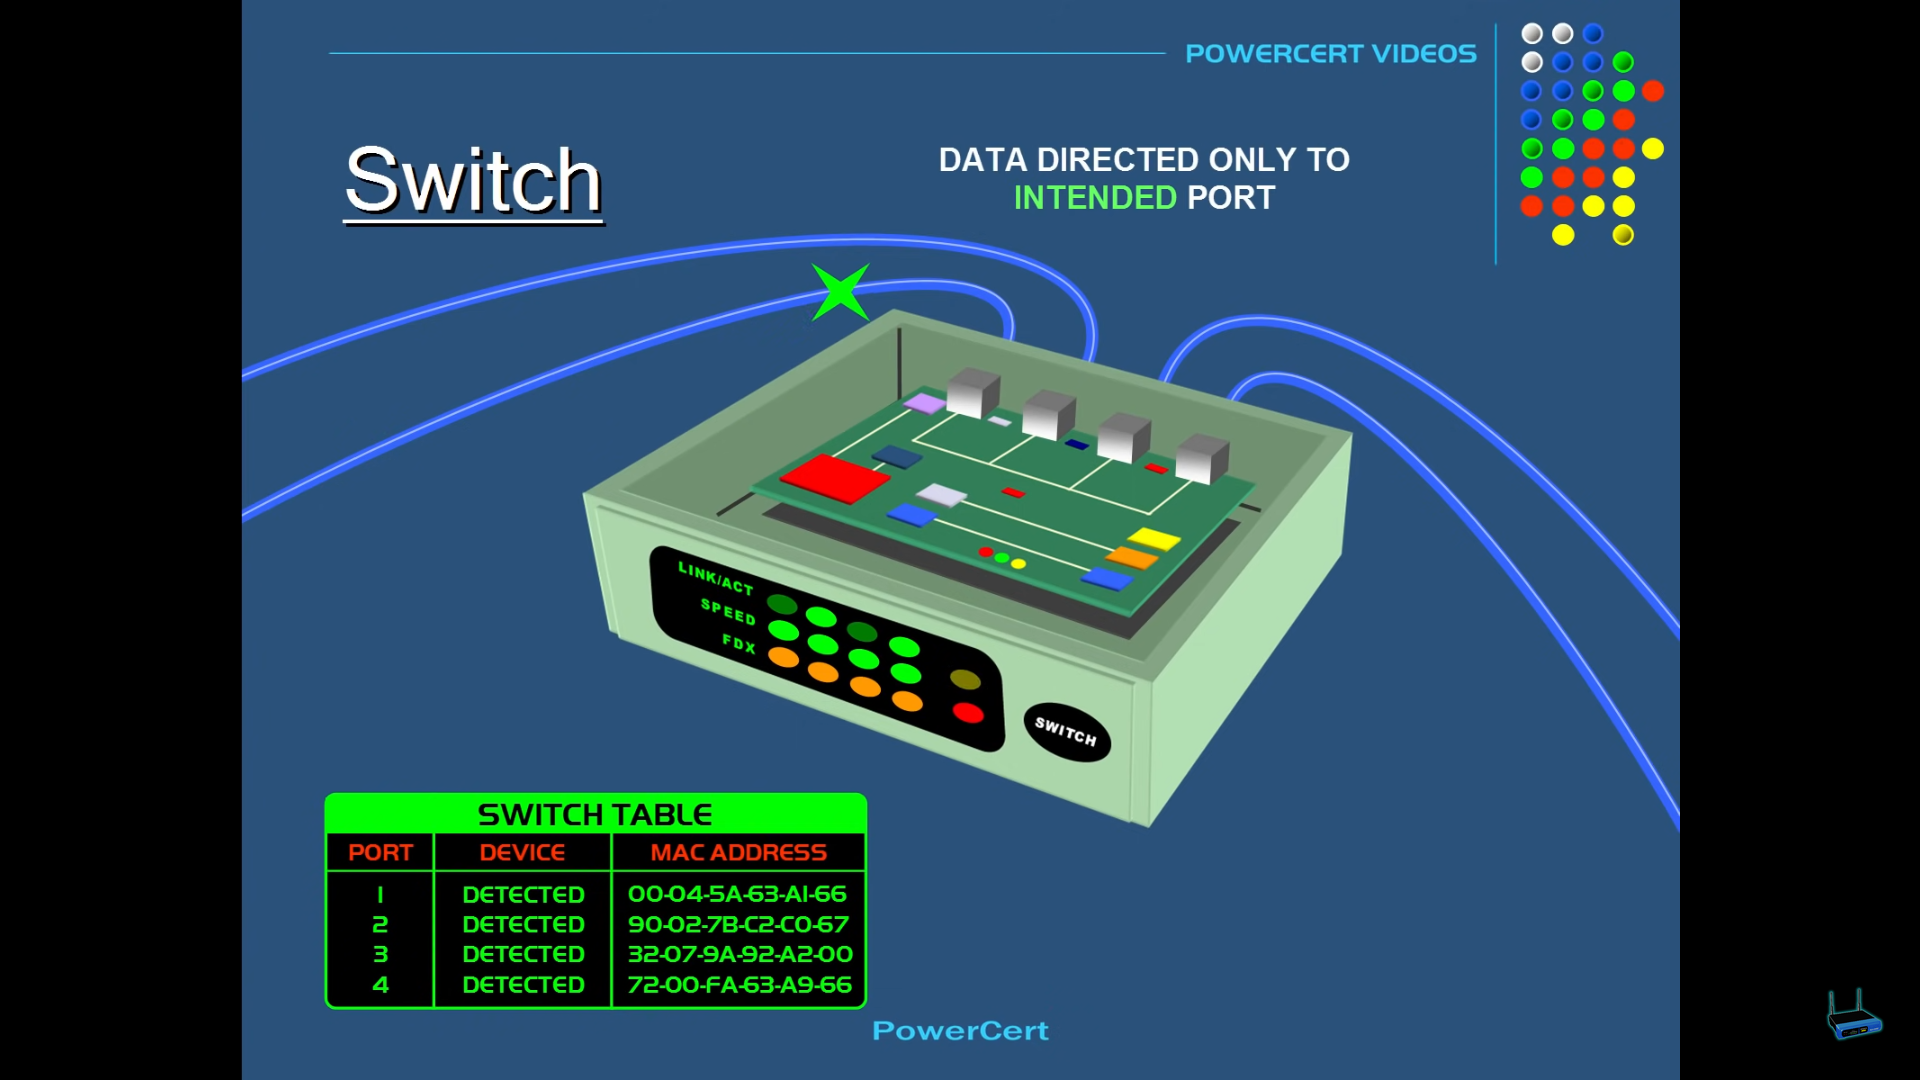 POWERCERT VIDEOS
Switch
DATA DIRECTED ONLY TO
INTENDED PORT
LINK/ACT
SPEED
FDX
SWITCH
SWITCH TABLE
PORT DEVICE MAC ADDRESS
1 DETECTED 00-04-5A-63-A1-66
2 DETECTED 90-02-7B-C2-C0-67
3 DETECTED 32-07-9A-92-A2-00
4 DETECTED 72-00-FA-63-A9-66
PowerCert